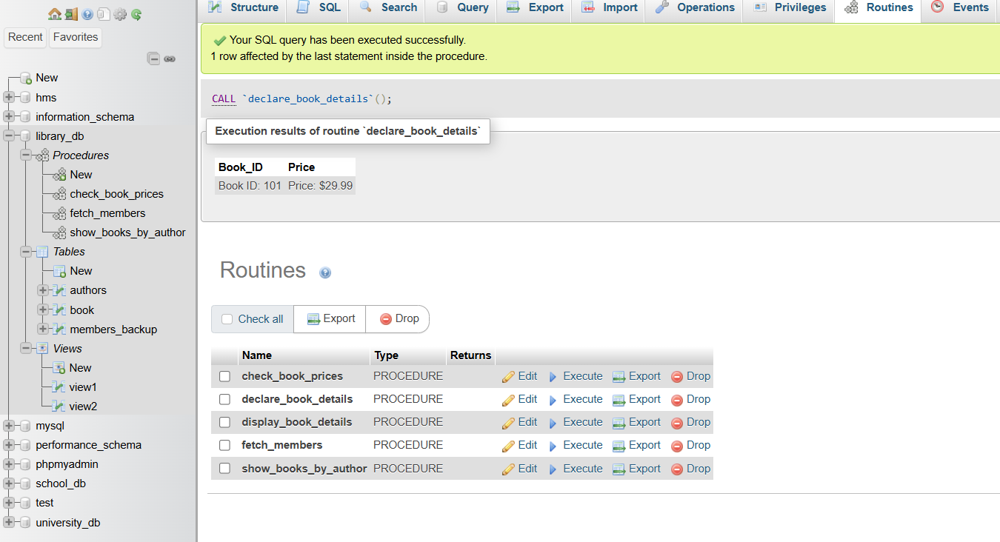 Recent Favorites
New
hms
information_schema
library_db
Procedures
New
check_book_prices
fetch_members
show_books_by_author
Tables
New
authors
book
members_backup
Views
New
view1
view2
mysql
performance_schema
phpmyadmin
school_db
test
university_db
Structure SQL Search Query Export Import Operations Privileges Routines Events
Your SQL query has been executed successfully.
1 row affected by the last statement inside the procedure.
CALL `declare_book_details`();
Execution results of routine `declare_book_details`
Book_ID Price
Book ID: 101 Price: $29.99
Routines
Check all Export Drop
Name Type Returns
check_book_prices PROCEDURE Edit Execute Export Drop
declare_book_details PROCEDURE Edit Execute Export Drop
display_book_details PROCEDURE Edit Execute Export Drop
fetch_members PROCEDURE Edit Execute Export Drop
show_books_by_author PROCEDURE Edit Execute Export Drop